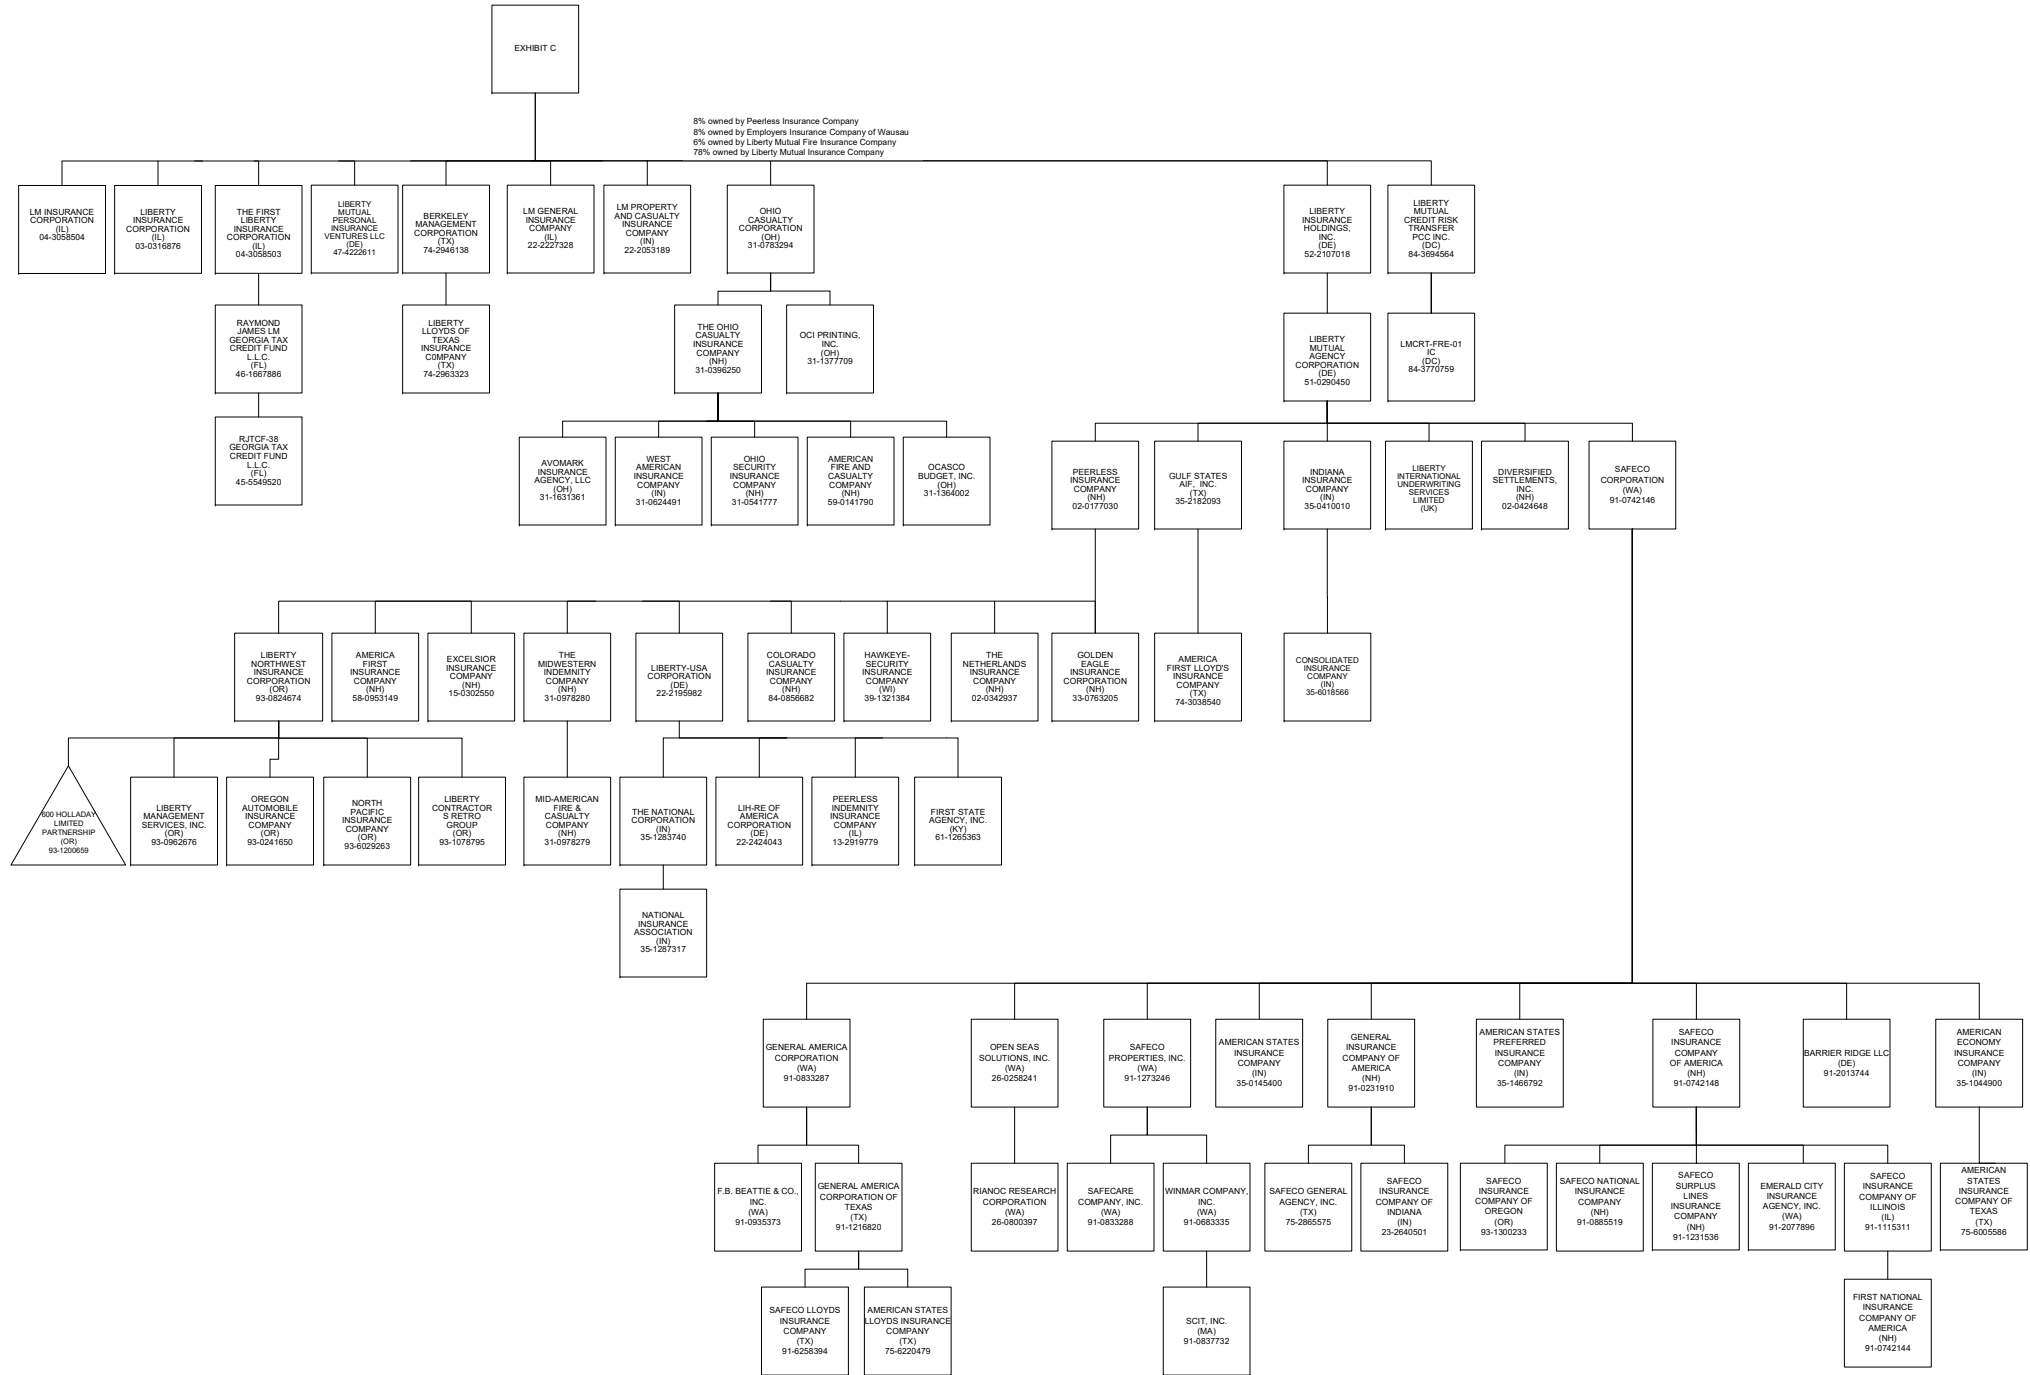 EXHIBIT C
8% owned by Peerless Insurance Company
8% owned by Employers Insurance Company of Wausau
6% owned by Liberty Mutual Fire Insurance Company
78% owned by Liberty Mutual Insurance Company
LM INSURANCE
CORPORATION
(IL)
04-3058504
LIBERTY
INSURANCE
CORPORATION
(IL)
03-0316876
THE FIRST
LIBERTY
INSURANCE
CORPORATION
(IL)
04-3058503
LIBERTY
MUTUAL
PERSONAL
INSURANCE
VENTURES LLC
(DE)
47-4222611
BERKELEY
MANAGEMENT
CORPORATION
(TX)
74-2946138
LM GENERAL
INSURANCE
COMPANY
(IL)
22-2227328
LM PROPERTY
AND CASUALTY
INSURANCE
COMPANY
(IN)
22-2053189
OHIO
CASUALTY
CORPORATION
(OH)
31-0783294
LIBERTY
INSURANCE
HOLDINGS,
INC.
(DE)
52-2107018
LIBERTY
MUTUAL
CREDIT RISK
TRANSFER
PCC INC.
(DC)
84-3694564
RAYMOND
JAMES LM
GEORGIA TAX
CREDIT FUND
L.L.C.
(FL)
46-1667886
LIBERTY
LLOYDS OF
TEXAS
INSURANCE
C0MPANY
(TX)
74-2963323
THE OHIO
CASUALTY
INSURANCE
COMPANY
(NH)
31-0396250
OCI PRINTING,
INC.
(OH)
31-1377709
LIBERTY
MUTUAL
AGENCY
CORPORATION
(DE)
51-0290450
LMCRT-FRE-01
IC
(DC)
84-3770759
RJTCF-38
GEORGIA TAX
CREDIT FUND
L.L.C.
(FL)
45-5549520
AVOMARK
INSURANCE
AGENCY, LLC
(OH)
31-1631361
WEST
AMERICAN
INSURANCE
COMPANY
(IN)
31-0624491
OHIO
SECURITY
INSURANCE
COMPANY
(NH)
31-0541777
AMERICAN
FIRE AND
CASUALTY
COMPANY
(NH)
59-0141790
OCASCO
BUDGET, INC.
(OH)
31-1364002
PEERLESS
INSURANCE
COMPANY
(NH)
02-0177030
GULF STATES
AIF, INC.
(TX)
35-2182093
INDIANA
INSURANCE
COMPANY
(IN)
35-0410010
LIBERTY
INTERNATIONAL
UNDERWRITING
SERVICES
LIMITED
(UK)
DIVERSIFIED
SETTLEMENTS,
INC.
(NH)
02-0424648
SAFECO
CORPORATION
(WA)
91-0742146
LIBERTY
NORTHWEST
INSURANCE
CORPORATION
(OR)
93-0824674
AMERICA
FIRST
INSURANCE
COMPANY
(NH)
58-0953149
EXCELSIOR
INSURANCE
COMPANY
(NH)
15-0302550
THE
MIDWESTERN
INDEMNITY
COMPANY
(NH)
31-0978280
LIBERTY-USA
CORPORATION
(DE)
22-2195982
COLORADO
CASUALTY
INSURANCE
COMPANY
(NH)
84-0856682
HAWKEYE-
SECURITY
INSURANCE
COMPANY
(WI)
39-1321384
THE
NETHERLANDS
INSURANCE
COMPANY
(NH)
02-0342937
GOLDEN
EAGLE
INSURANCE
CORPORATION
(NH)
33-0763205
AMERICA
FIRST LLOYD'S
INSURANCE
COMPANY
(TX)
74-3038540
CONSOLIDATED
INSURANCE
COMPANY
(IN)
35-6018566
600 HOLLADAY
LIMITED
PARTNERSHIP
(OR)
93-1200659
LIBERTY
MANAGEMENT
SERVICES, INC.
(OR)
93-0962676
OREGON
AUTOMOBILE
INSURANCE
COMPANY
(OR)
93-0241650
NORTH
PACIFIC
INSURANCE
COMPANY
(OR)
93-6029263
LIBERTY
CONTRACTOR
S RETRO
GROUP
(OR)
93-1078795
MID-AMERICAN
FIRE &
CASUALTY
COMPANY
(NH)
31-0978279
THE NATIONAL
CORPORATION
(IN)
35-1283740
LIH-RE OF
AMERICA
CORPORATION
(DE)
22-2424043
PEERLESS
INDEMNITY
INSURANCE
COMPANY
(IL)
13-2919779
FIRST STATE
AGENCY, INC.
(KY)
61-1265363
NATIONAL
INSURANCE
ASSOCIATION
(IN)
35-1287317
GENERAL AMERICA
CORPORATION
(WA)
91-0833287
OPEN SEAS
SOLUTIONS, INC.
(WA)
26-0258241
SAFECO
PROPERTIES, INC.
(WA)
91-1273246
AMERICAN STATES
INSURANCE
COMPANY
(IN)
35-0145400
GENERAL
INSURANCE
COMPANY OF
AMERICA
(NH)
91-0231910
AMERICAN STATES
PREFERRED
INSURANCE
COMPANY
(IN)
35-1466792
SAFECO
INSURANCE
COMPANY
OF AMERICA
(NH)
91-0742148
BARRIER RIDGE LLC
(DE)
91-2013744
AMERICAN
ECONOMY
INSURANCE
COMPANY
(IN)
35-1044900
F.B. BEATTIE & CO.,
INC.
(WA)
91-0935373
GENERAL AMERICA
CORPORATION OF
TEXAS
(TX)
91-1216820
RIANOC RESEARCH
CORPORATION
(WA)
26-0800397
SAFECARE
COMPANY, INC.
(WA)
91-0833288
WINMAR COMPANY,
INC.
(WA)
91-0683335
SAFECO GENERAL
AGENCY, INC.
(TX)
75-2865575
SAFECO
INSURANCE
COMPANY OF
INDIANA
(IN)
23-2640501
SAFECO
INSURANCE
COMPANY OF
OREGON
(OR)
93-1300233
SAFECO NATIONAL
INSURANCE
COMPANY
(NH)
91-0885519
SAFECO
SURPLUS
LINES
INSURANCE
COMPANY
(NH)
91-1231536
EMERALD CITY
INSURANCE
AGENCY, INC.
(WA)
91-2077896
SAFECO
INSURANCE
COMPANY OF
ILLINOIS
(IL)
91-1115311
AMERICAN
STATES
INSURANCE
COMPANY OF
TEXAS
(TX)
75-6005586
SAFECO LLOYDS
INSURANCE
COMPANY
(TX)
91-6258394
AMERICAN STATES
LLOYDS INSURANCE
COMPANY
(TX)
75-6220479
SCIT, INC.
(MA)
91-0837732
FIRST NATIONAL
INSURANCE
COMPANY OF
AMERICA
(NH)
91-0742144